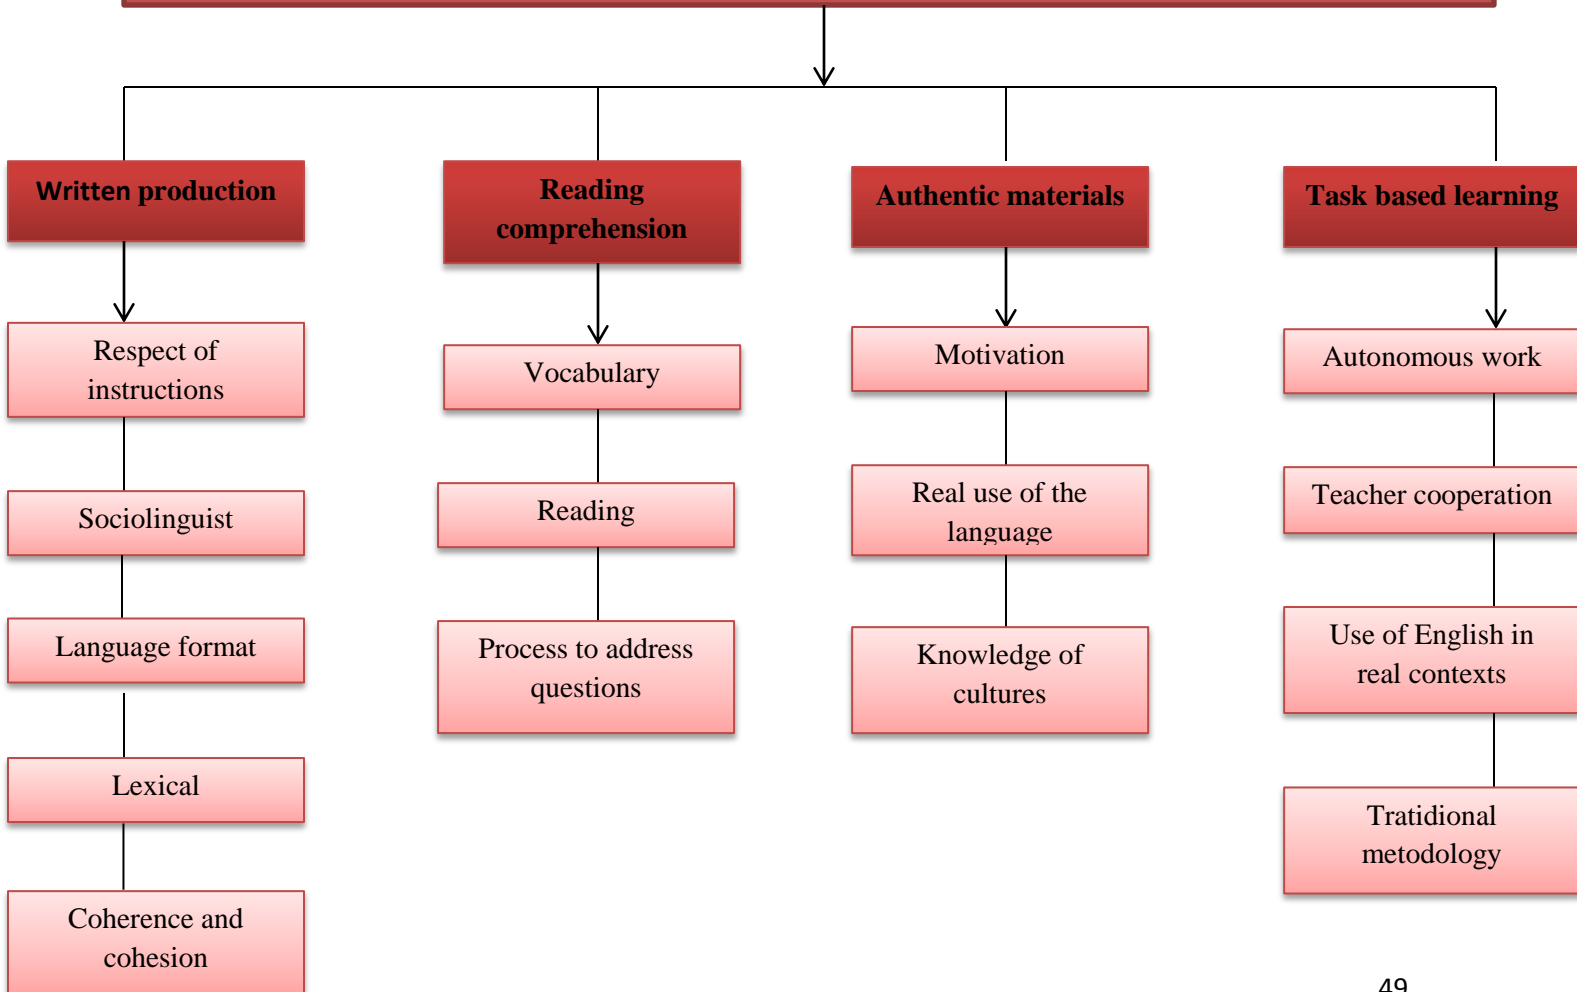 Written production
Reading
comprehension
Authentic materials
Task based learning
Respect of
instructions
Sociolinguist
Language format
Lexical
Coherence and
cohesion
Vocabulary
Reading
Process to address
questions
Motivation
Real use of the
language
Knowledge of
cultures
Autonomous work
Teacher cooperation
Use of English in
real contexts
Tratidional
metodology
49